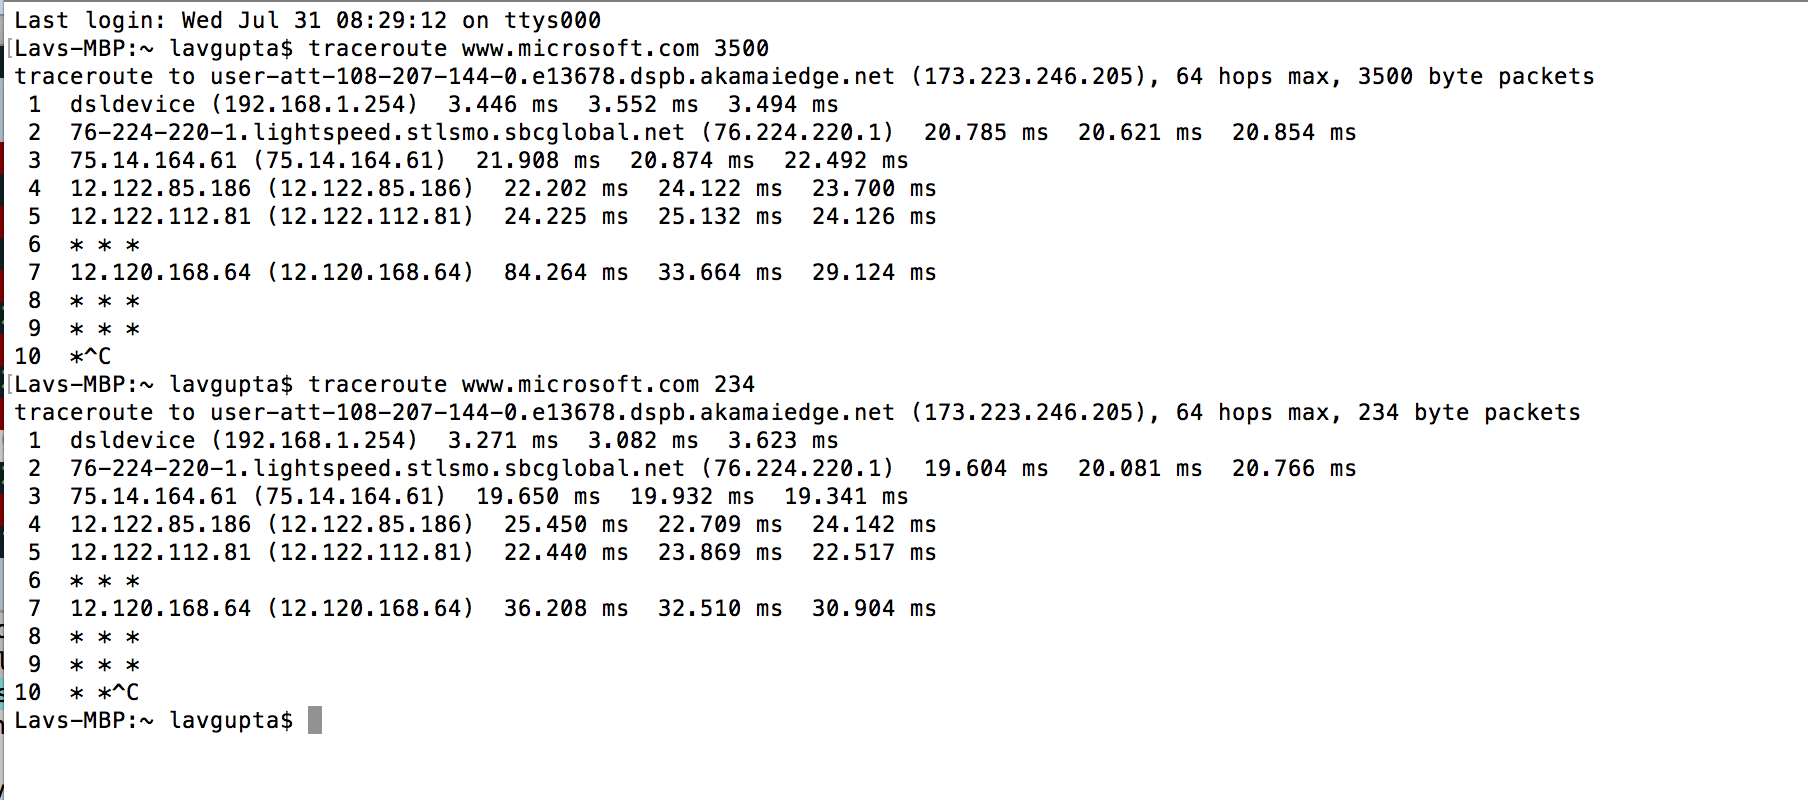 Last login: Wed Jul 31 08:29:12 on ttys000
[Lavs-MBP:~ lavgupta$ traceroute www.microsoft.com 3500
traceroute to user-att-108-207-144-0.e13678.dspb.akamaiedge.net (173.223.246.205), 64 hops max, 3500 byte packets
 1  dsldevice (192.168.1.254)  3.446 ms  3.552 ms  3.494 ms
 2  76-224-220-1.lightspeed.stlsmo.sbcglobal.net (76.224.220.1)  20.785 ms  20.621 ms  20.854 ms
 3  75.14.164.61 (75.14.164.61)  21.908 ms  20.874 ms  22.492 ms
 4  12.122.85.186 (12.122.85.186)  22.202 ms  24.122 ms  23.700 ms
 5  12.122.112.81 (12.122.112.81)  24.225 ms  25.132 ms  24.126 ms
 6  * * *
 7  12.120.168.64 (12.120.168.64)  84.264 ms  33.664 ms  29.124 ms
 8  * * *
 9  * * *
10  *^C
[Lavs-MBP:~ lavgupta$ traceroute www.microsoft.com 234
traceroute to user-att-108-207-144-0.e13678.dspb.akamaiedge.net (173.223.246.205), 64 hops max, 234 byte packets
 1  dsldevice (192.168.1.254)  3.271 ms  3.082 ms  3.623 ms
 2  76-224-220-1.lightspeed.stlsmo.sbcglobal.net (76.224.220.1)  19.604 ms  20.081 ms  20.766 ms
 3  75.14.164.61 (75.14.164.61)  19.650 ms  19.932 ms  19.341 ms
 4  12.122.85.186 (12.122.85.186)  25.450 ms  22.709 ms  24.142 ms
 5  12.122.112.81 (12.122.112.81)  22.440 ms  23.869 ms  22.517 ms
 6  * * *
 7  12.120.168.64 (12.120.168.64)  36.208 ms  32.510 ms  30.904 ms
 8  * * *
 9  * * *
10  * *^C
Lavs-MBP:~ lavgupta$